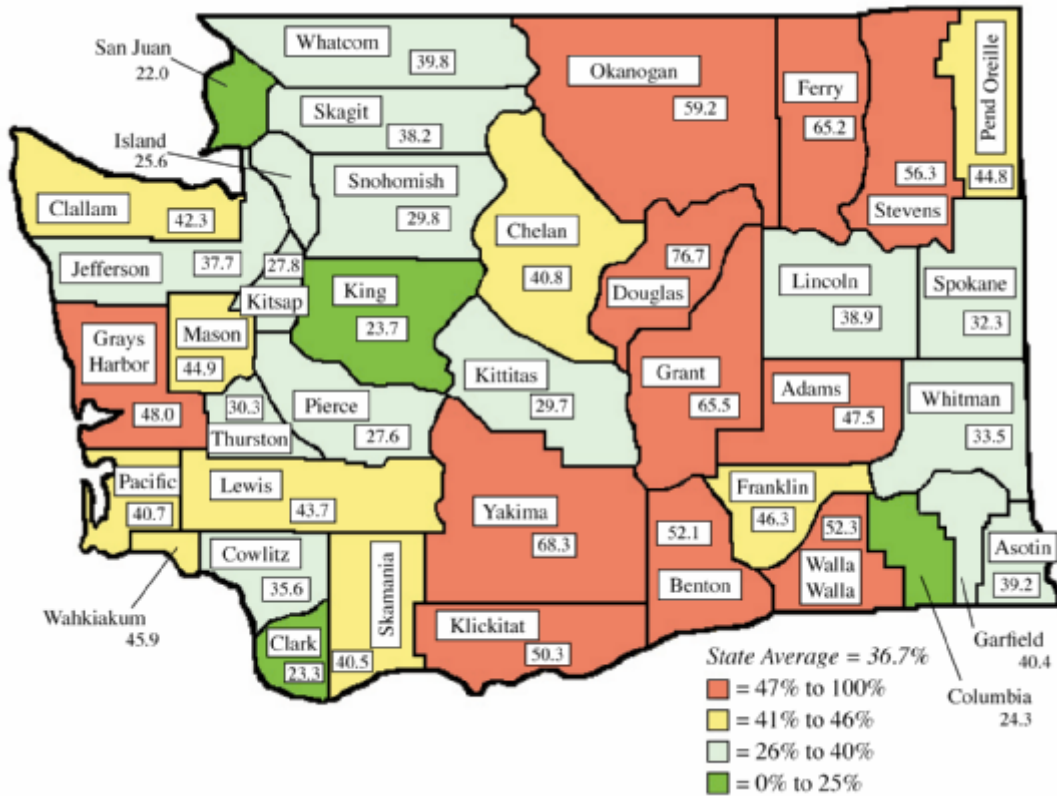 San Juan
22.0
Whatcom
39.8
Okanogan
59.2
Ferry
65.2
Pend Oreille
44.8
Skagit
38.2
Island
25.6
Snohomish
29.8
56.3
Stevens
Clallam
42.3
Chelan
40.8
Jefferson
37.7
27.8
Kitsap
King
23.7
76.7
Douglas
Lincoln
38.9
Spokane
32.3
Grays
Harbor
48.0
Mason
44.9
30.3
Thurston
Pierce
27.6
Kittitas
29.7
Grant
65.5
Adams
47.5
Whitman
33.5
Pacific
40.7
Lewis
43.7
Yakima
68.3
52.1
Benton
Franklin
46.3
52.3
Walla
Walla
Asotin
39.2
Wahkiakum
45.9
Cowlitz
35.6
Skamania
40.5
Klickitat
50.3
Clark
23.3
Garfield
40.4
Columbia
24.3
State Average = 36.7%
= 47% to 100%
= 41% to 46%
= 26% to 40%
= 0% to 25%